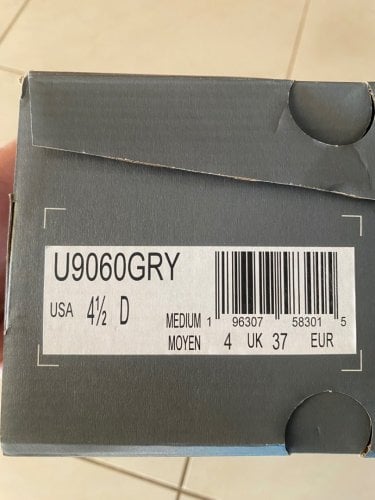 U9060GRY
USA 4½ D
MEDIUM 1 96307 58301 5
MOYEN 4 UK 37 EUR